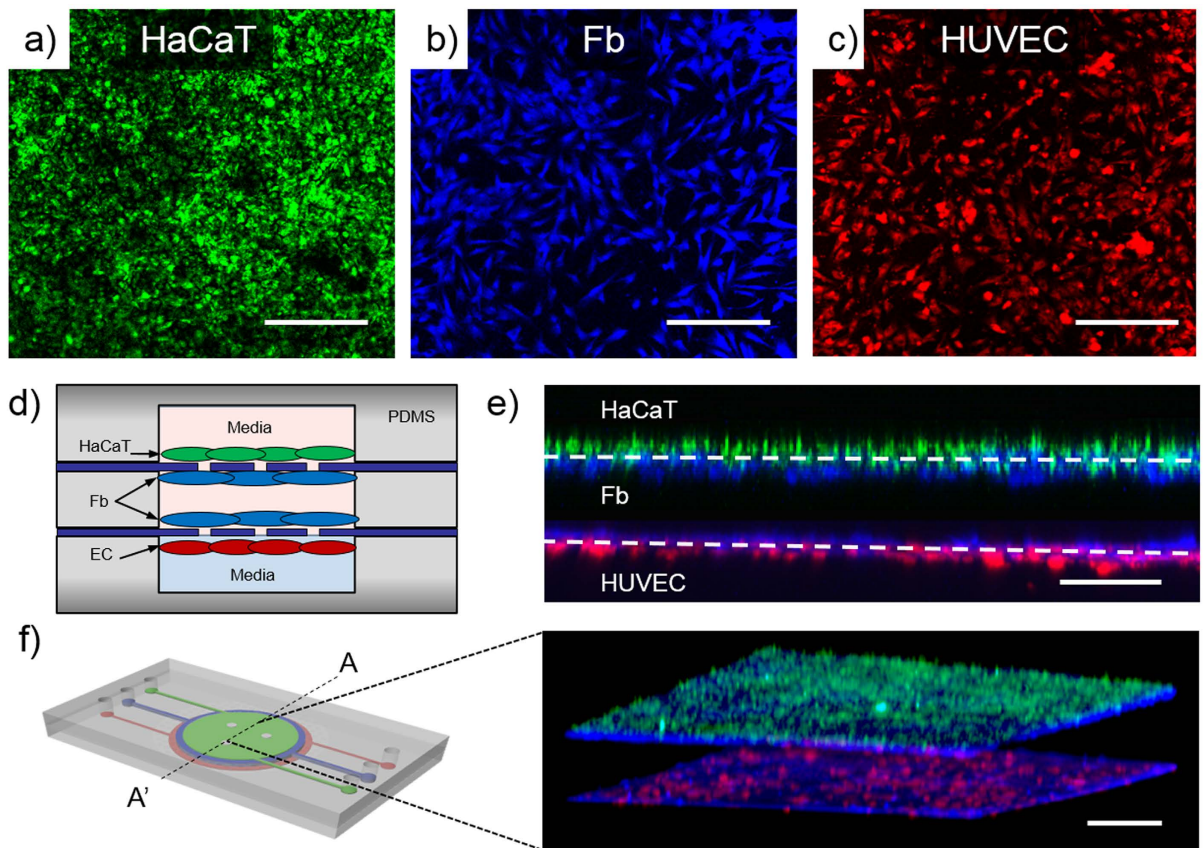 a)
HaCaT
b)
Fb
c)
HUVEC
d)
Media
PDMS
HaCaT
Fb
EC
Media
e)
HaCaT
Fb
HUVEC
f)
A
A'